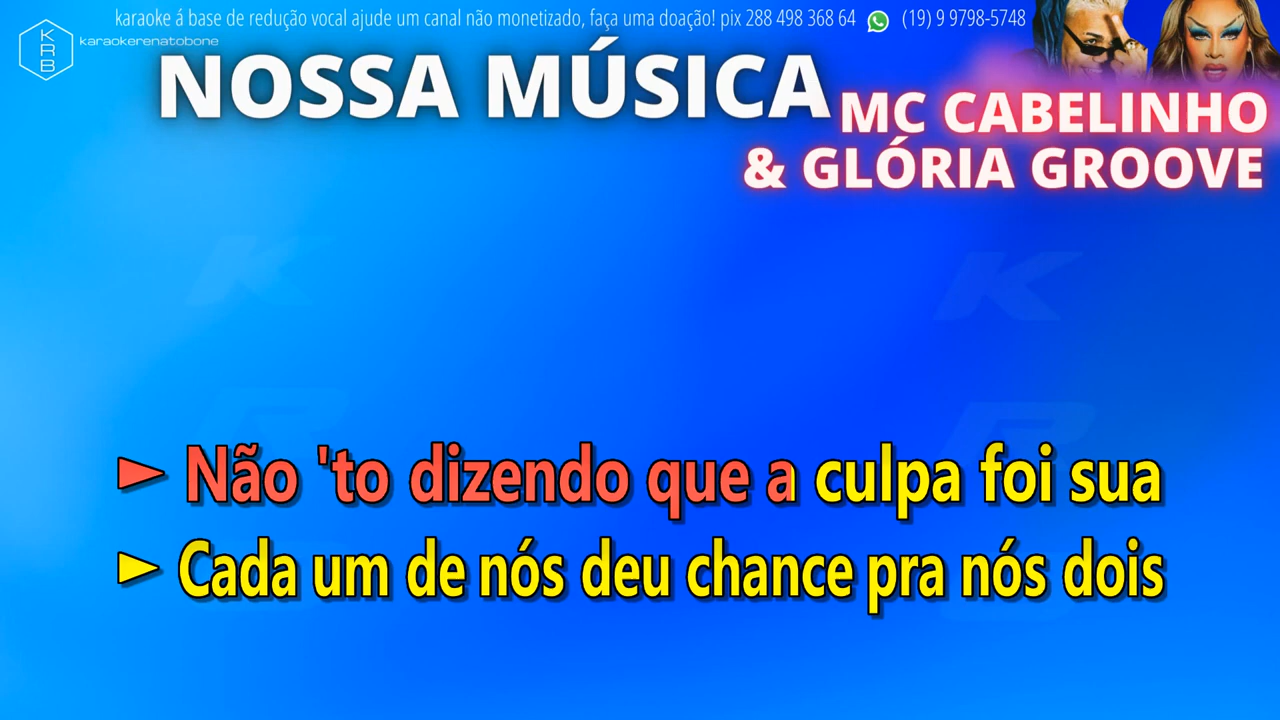 karaoke á base de redução vocal ajude um canal não monetizado, faça uma doação! pix 288 498 368 64 (19) 9 9798-5748
KRB
karaokerenatobone
NOSSA MÚSICA
MC CABELINHO
& GLÓRIA GROOVE
K
K
B
B
Não 'to dizendo que a culpa foi sua
Cada um de nós deu chance pra nós dois